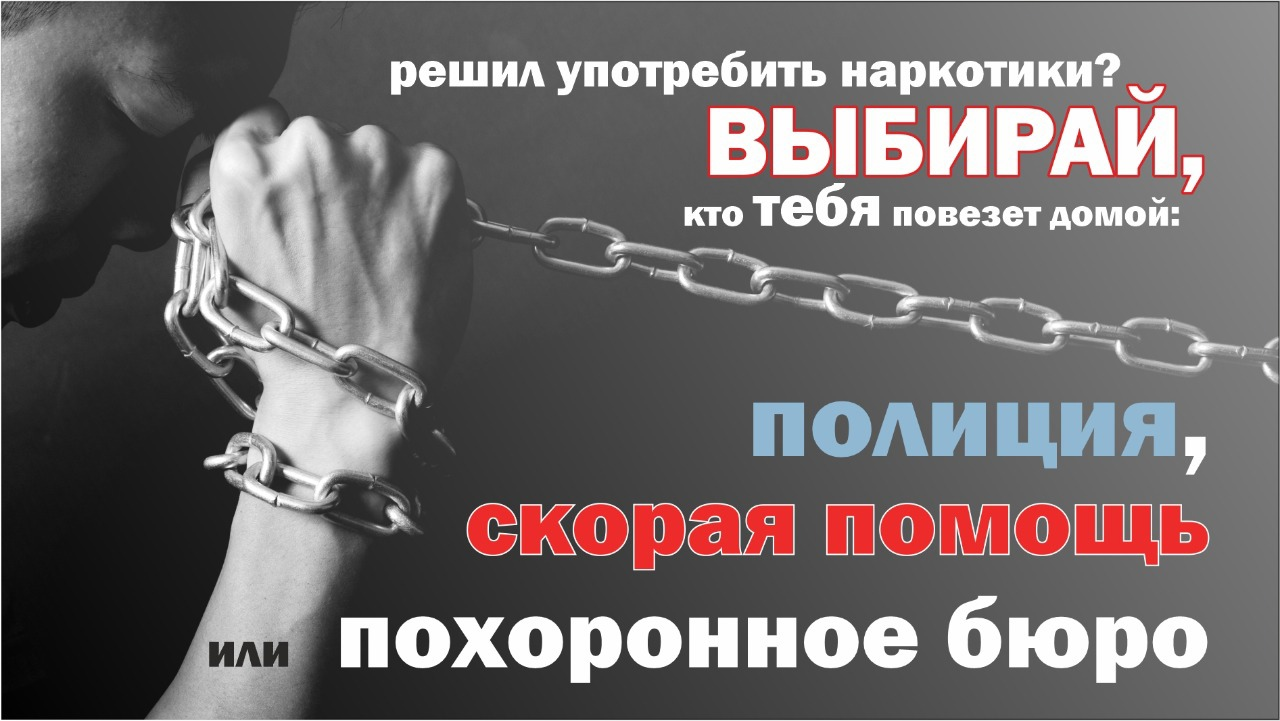 решил употребить наркотики?
ВЫБИРАЙ,
кто тебя повезет домой:
полиция,
скорая помощь
или похоронное бюро